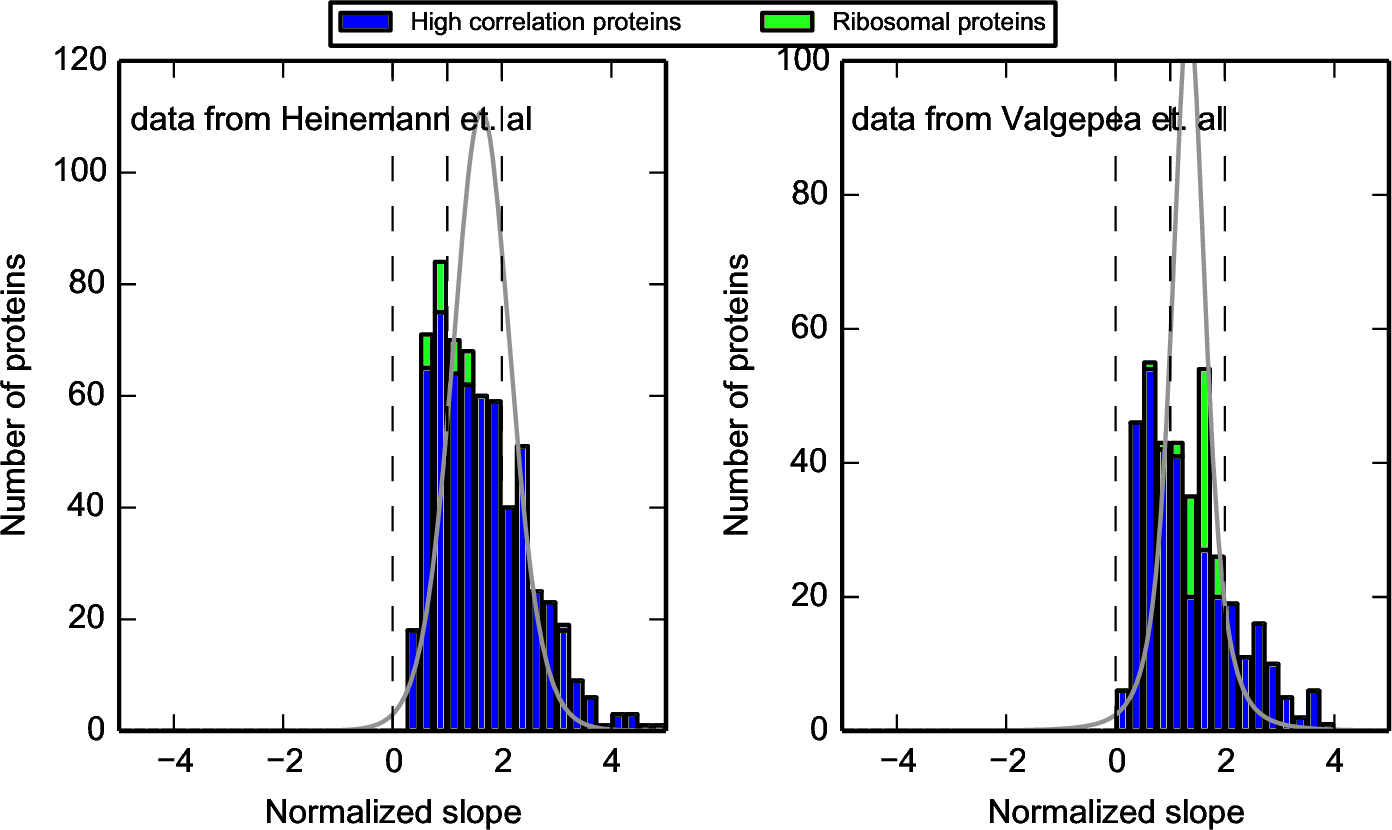 High correlation proteins Ribosomal proteins
data from Heinemann et. al
120
100
80
60
40
20
0
Number of proteins
−4 −2 0 2 4
Normalized slope
data from Valgepea et. al
100
80
60
40
20
0
Number of proteins
−4 −2 0 2 4
Normalized slope